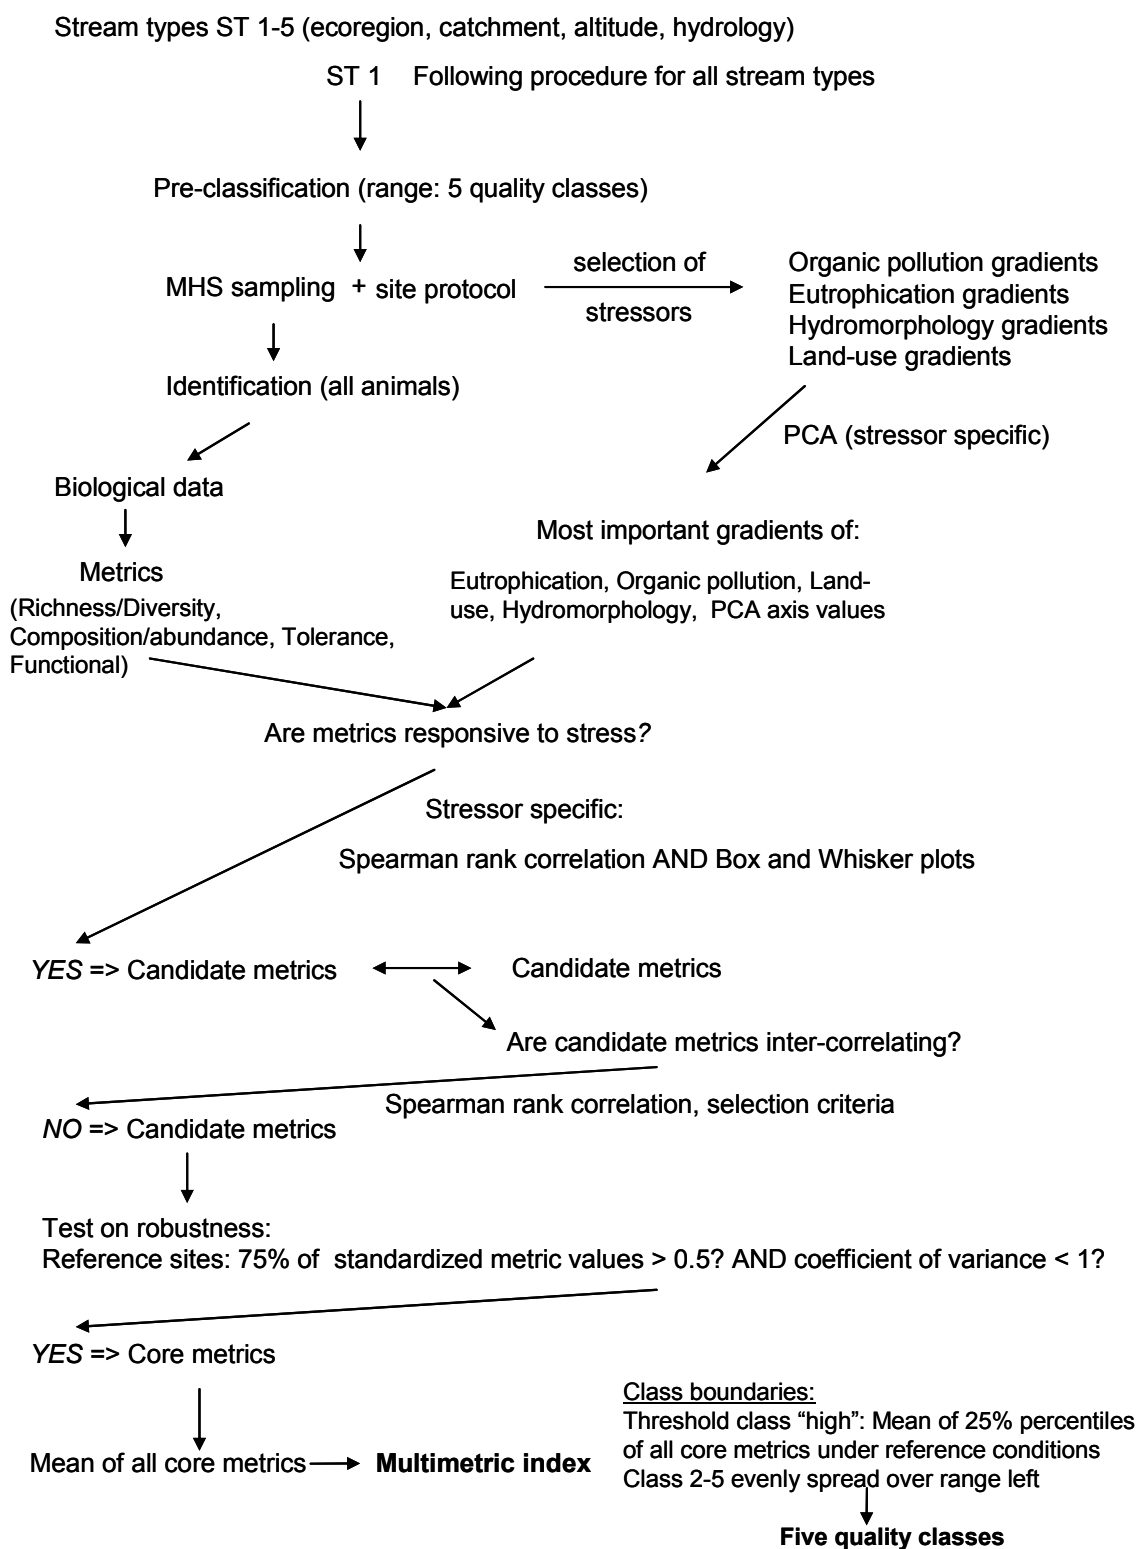 Stream types ST 1-5 (ecoregion, catchment, altitude, hydrology)
ST 1 Following procedure for all stream types
Pre-classification (range: 5 quality classes)
MHS sampling + site protocol
selection of
stressors
Organic pollution gradients
Eutrophication gradients
Hydromorphology gradients
Land-use gradients
Identification (all animals)
PCA (stressor specific)
Biological data
Most important gradients of:
Metrics
(Richness/Diversity,
Composition/abundance, Tolerance,
Functional)
Eutrophication, Organic pollution, Land-
use, Hydromorphology, PCA axis values
Are metrics responsive to stress?
Stressor specific:
Spearman rank correlation AND Box and Whisker plots
YES => Candidate metrics
Candidate metrics
Are candidate metrics inter-correlating?
Spearman rank correlation, selection criteria
NO => Candidate metrics
Test on robustness:
Reference sites: 75% of standardized metric values > 0.5? AND coefficient of variance < 1?
YES => Core metrics
Mean of all core metrics
Multimetric index
Class boundaries:
Threshold class “high”: Mean of 25% percentiles
of all core metrics under reference conditions
Class 2-5 evenly spread over range left
Five quality classes